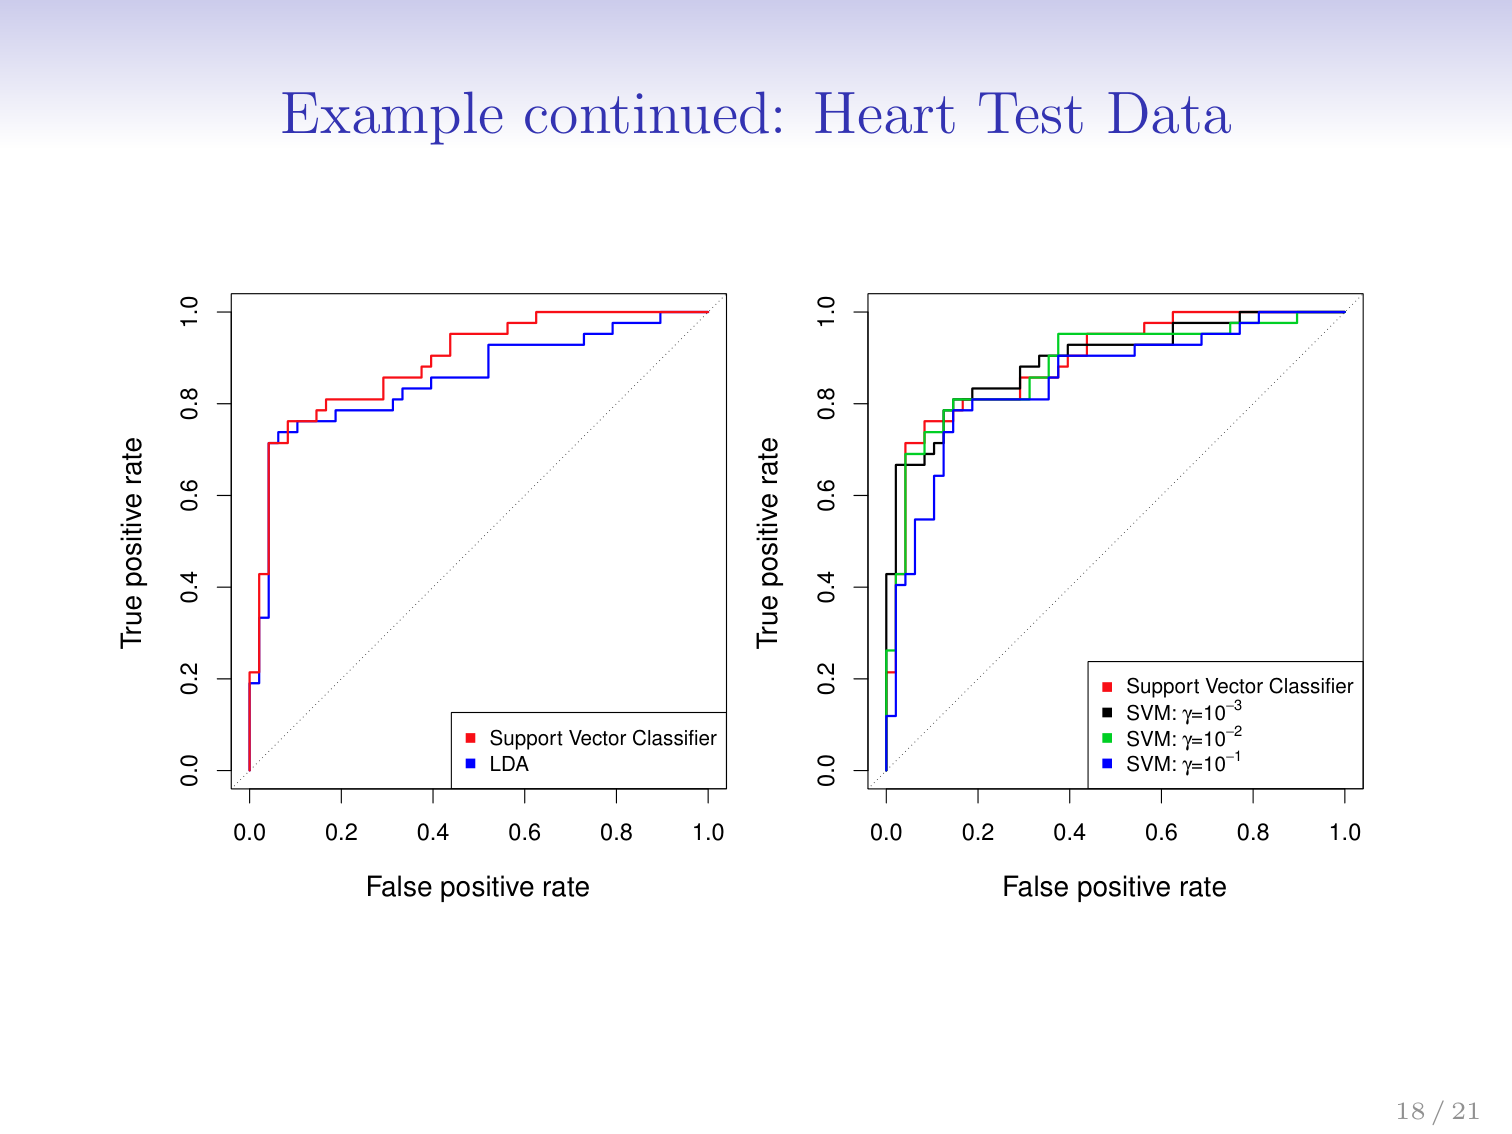 Example continued: Heart Test Data
True positive rate
1.0
0.8
0.6
0.4
0.2
0.0
Support Vector Classifier
LDA
0.0 0.2 0.4 0.6 0.8 1.0
False positive rate
True positive rate
1.0
0.8
0.6
0.4
0.2
0.0
Support Vector Classifier
SVM: γ=10⁻³
SVM: γ=10⁻²
SVM: γ=10⁻¹
0.0 0.2 0.4 0.6 0.8 1.0
False positive rate
18 / 21